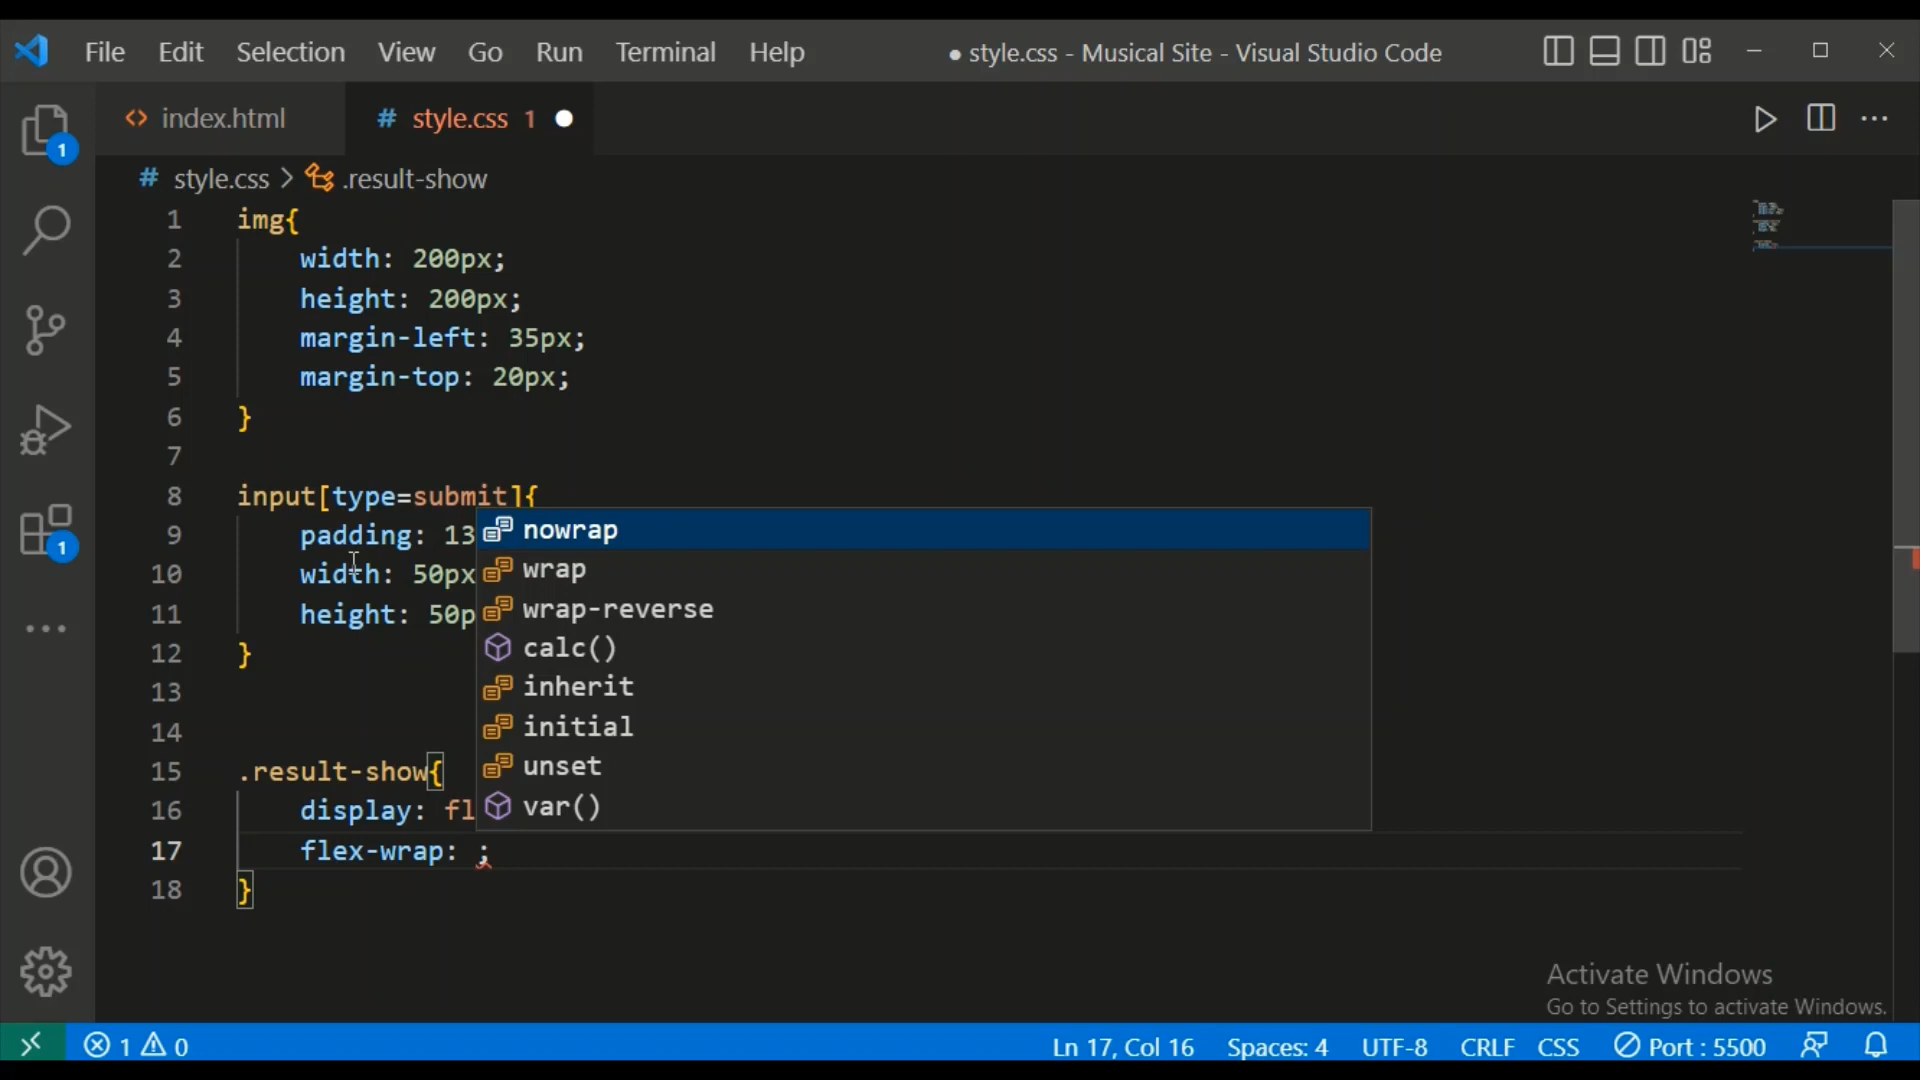 File Edit Selection View Go Run Terminal Help ● style.css - Musical Site - Visual Studio Code
<> index.html # style.css 1 ●
# style.css > .result-show
1 img{
2 width: 200px;
3 height: 200px;
4 margin-left: 35px;
5 margin-top: 20px;
6 }
7
8 input[type=submit]{
9 padding: 13
10 width: 50px
11 height: 50p
12 }
13
14
15 .result-show{
16 display: fl
17 flex-wrap: ;
18 }
nowrap
wrap
wrap-reverse
calc()
inherit
initial
unset
var()
1
1
Activate Windows
Go to Settings to activate Windows.
1 0 Ln 17, Col 16 Spaces: 4 UTF-8 CRLF CSS Port : 5500